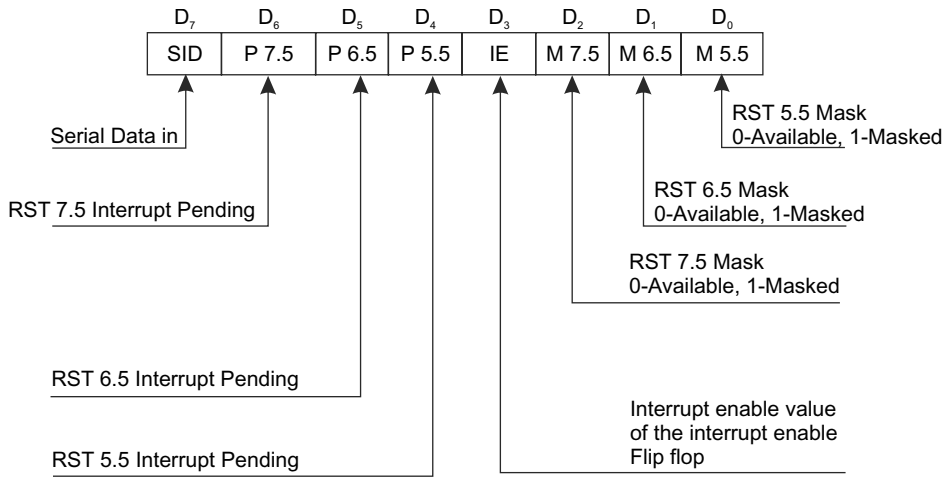 D₇ D₆ D₅ D₄ D₃ D₂ D₁ D₀
SID P 7.5 P 6.5 P 5.5 IE M 7.5 M 6.5 M 5.5
RST 5.5 Mask
0-Available, 1-Masked
Serial Data in
RST 6.5 Mask
0-Available, 1-Masked
RST 7.5 Interrupt Pending
RST 7.5 Mask
0-Available, 1-Masked
RST 6.5 Interrupt Pending
Interrupt enable value
of the interrupt enable
Flip flop
RST 5.5 Interrupt Pending